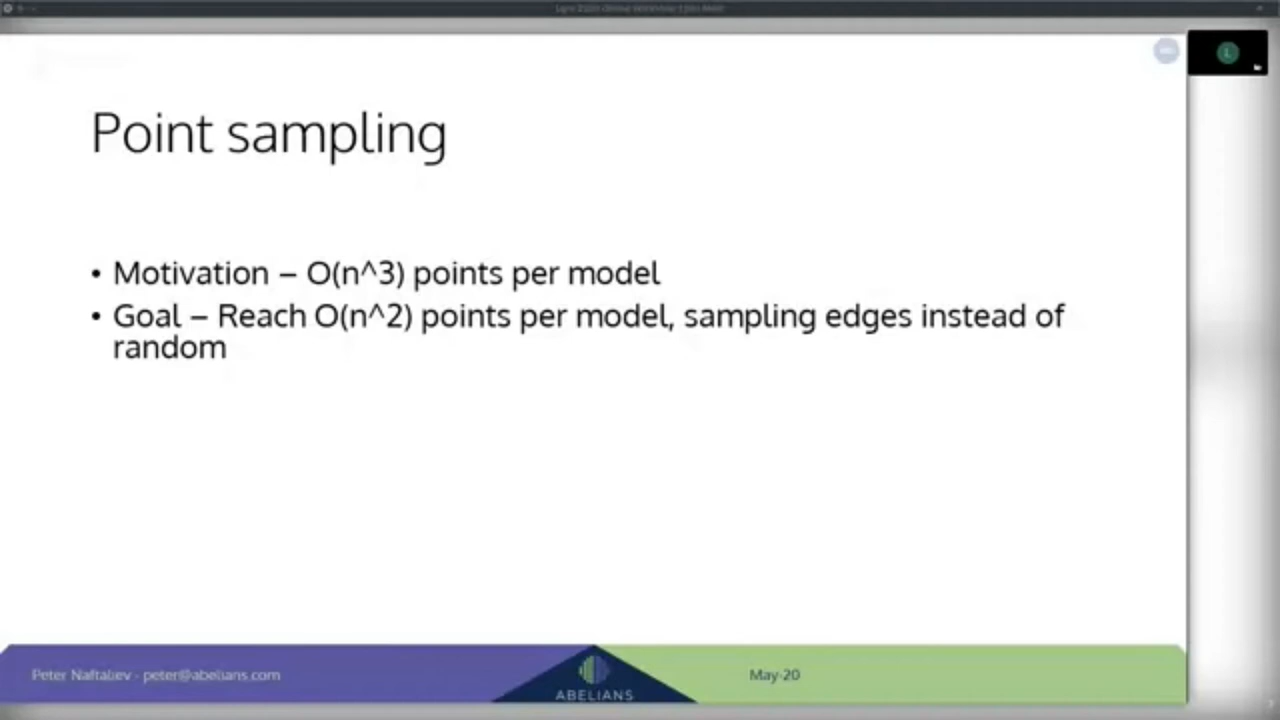 Point sampling
• Motivation – O(n^3) points per model
• Goal – Reach O(n^2) points per model, sampling edges instead of
random
L
Peter Naftaliev - peter@abelians.com
ABELIANS
May-20